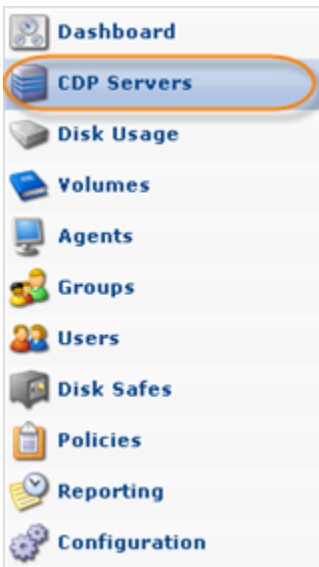 Dashboard
CDP Servers
Disk Usage
Volumes
Agents
Groups
Users
Disk Safes
Policies
Reporting
Configuration